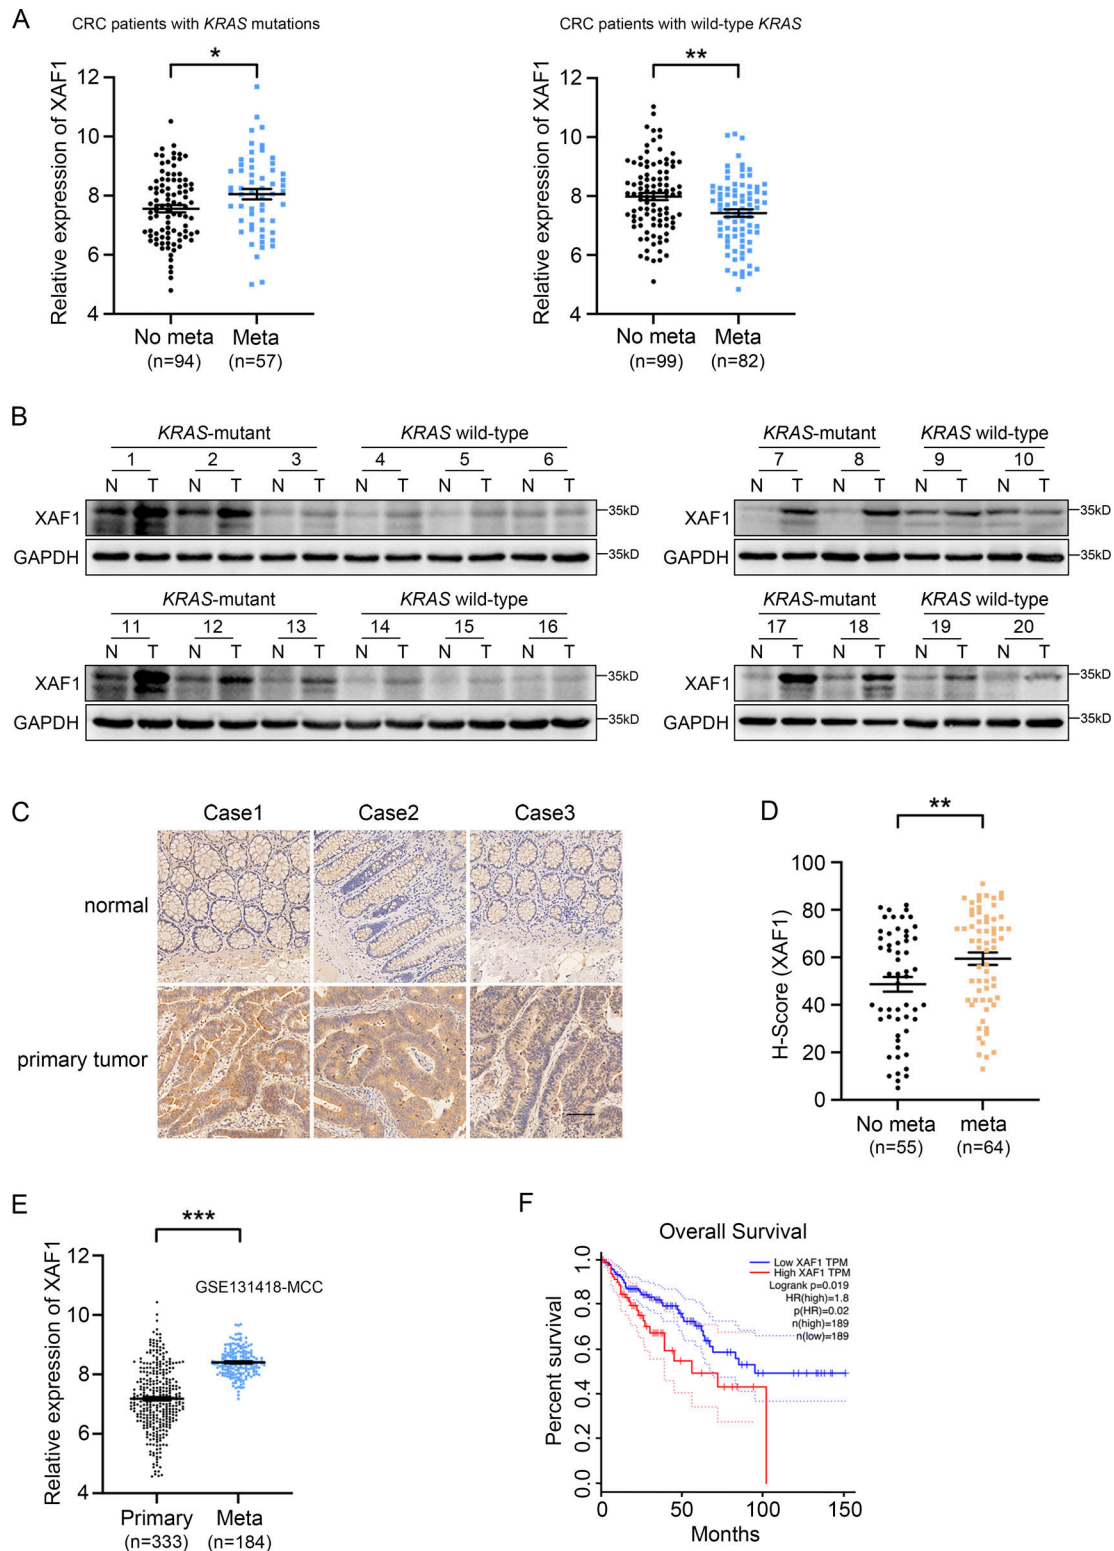 A
CRC patients with KRAS mutations
CRC patients with wild-type KRAS
*
**
Relative expression of XAF1
12
10
8
6
4
No meta
(n=94)
Meta
(n=57)
Relative expression of XAF1
12
10
8
6
4
No meta
(n=99)
Meta
(n=82)
B
KRAS-mutant KRAS wild-type
1 2 3 4 5 6
N T N T N T N T N T N T
XAF1
35kD
GAPDH
35kD
KRAS-mutant KRAS wild-type
7 8 9 10
N T N T N T N T
XAF1
35kD
GAPDH
35kD
KRAS-mutant KRAS wild-type
11 12 13 14 15 16
N T N T N T N T N T N T
XAF1
35kD
GAPDH
35kD
KRAS-mutant KRAS wild-type
17 18 19 20
N T N T N T N T
XAF1
35kD
GAPDH
35kD
C
Case1 Case2 Case3
normal
primary tumor
D
**
H-Score (XAF1)
100
80
60
40
20
0
No meta
(n=55)
meta
(n=64)
E
***
GSE131418-MCC
Relative expression of XAF1
12
10
8
6
4
Primary
(n=333)
Meta
(n=184)
F
Overall Survival
Low XAF1 TPM
High XAF1 TPM
Logrank p=0.019
HR(high)=1.8
p(HR)=0.02
n(high)=189
n(low)=189
Percent survival
1.0
0.8
0.6
0.4
0.2
0.0
0 50 100 150
Months